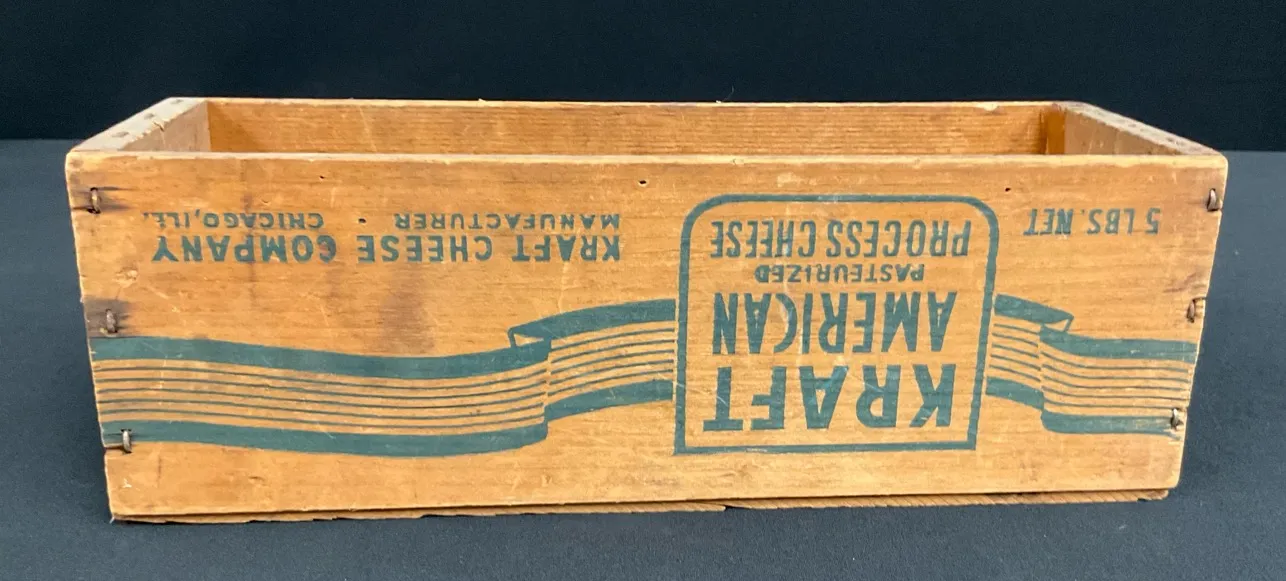 KRAFT
AMERICAN
PASTEURIZED
PROCESS CHEESE
5 LBS. NET
KRAFT CHEESE COMPANY
MANUFACTURER • CHICAGO, ILL.